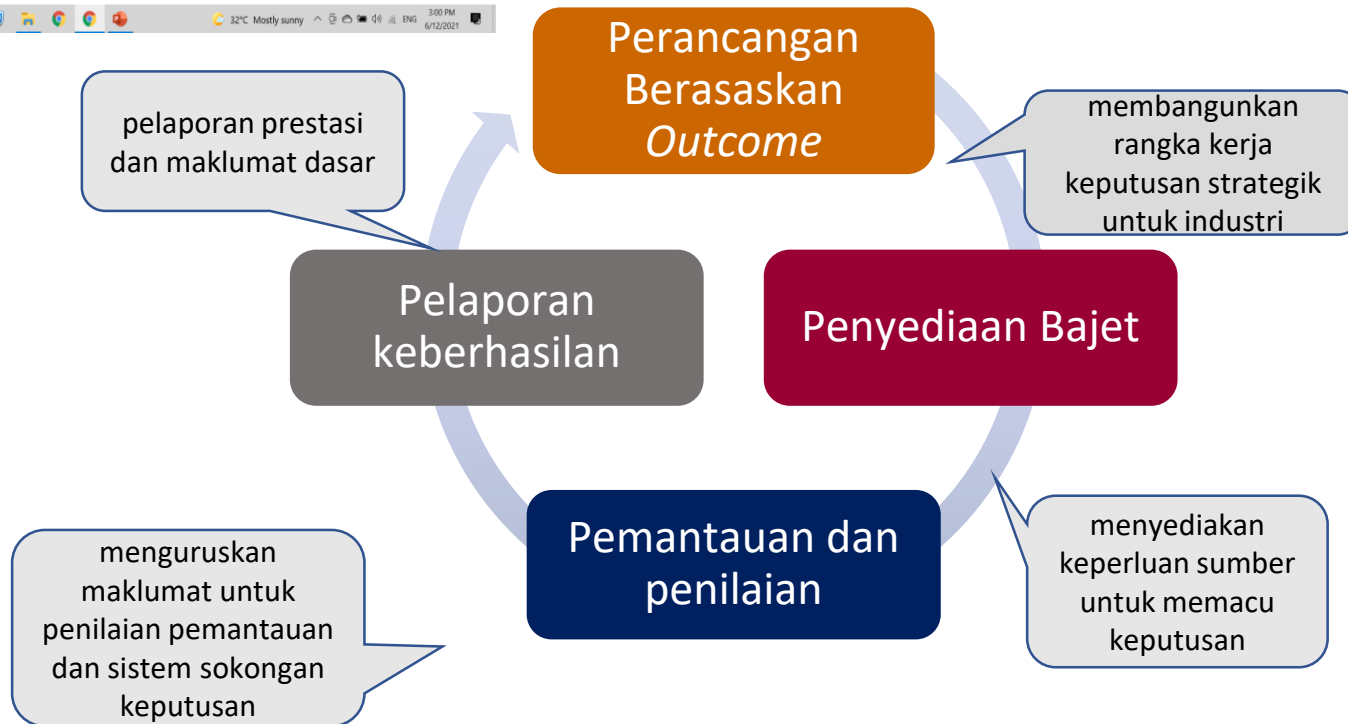 32°C Mostly sunny
ENG
3:00 PM
6/12/2021
Perancangan
Berasaskan
Outcome
pelaporan prestasi
dan maklumat dasar
membangunkan
rangka kerja
keputusan strategik
untuk industri
Pelaporan
keberhasilan
Penyediaan Bajet
Pemantauan dan
penilaian
menguruskan
maklumat untuk
penilaian pemantauan
dan sistem sokongan
keputusan
menyediakan
keperluan sumber
untuk memacu
keputusan